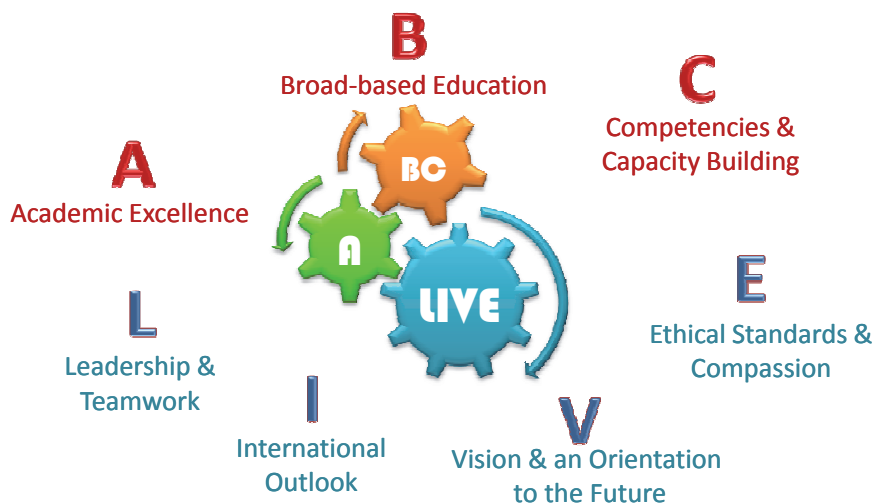 B
Broad-based Education
C
Competencies &
Capacity Building
A
Academic Excellence
BC
A
LIVE
E
Ethical Standards &
Compassion
L
Leadership &
Teamwork
I
International
Outlook
V
Vision & an Orientation
to the Future